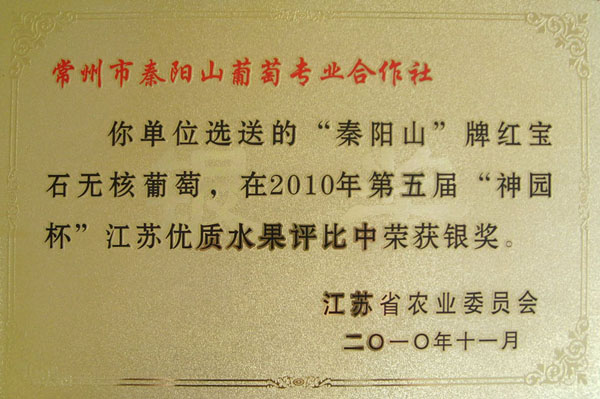 常州市秦阳山葡萄专业合作社
你单位选送的“秦阳山”牌红宝
石无核葡萄，在2010年第五届“神园
杯”江苏优质水果评比中荣获银奖。
江苏省农业委员会
二〇一〇年十一月